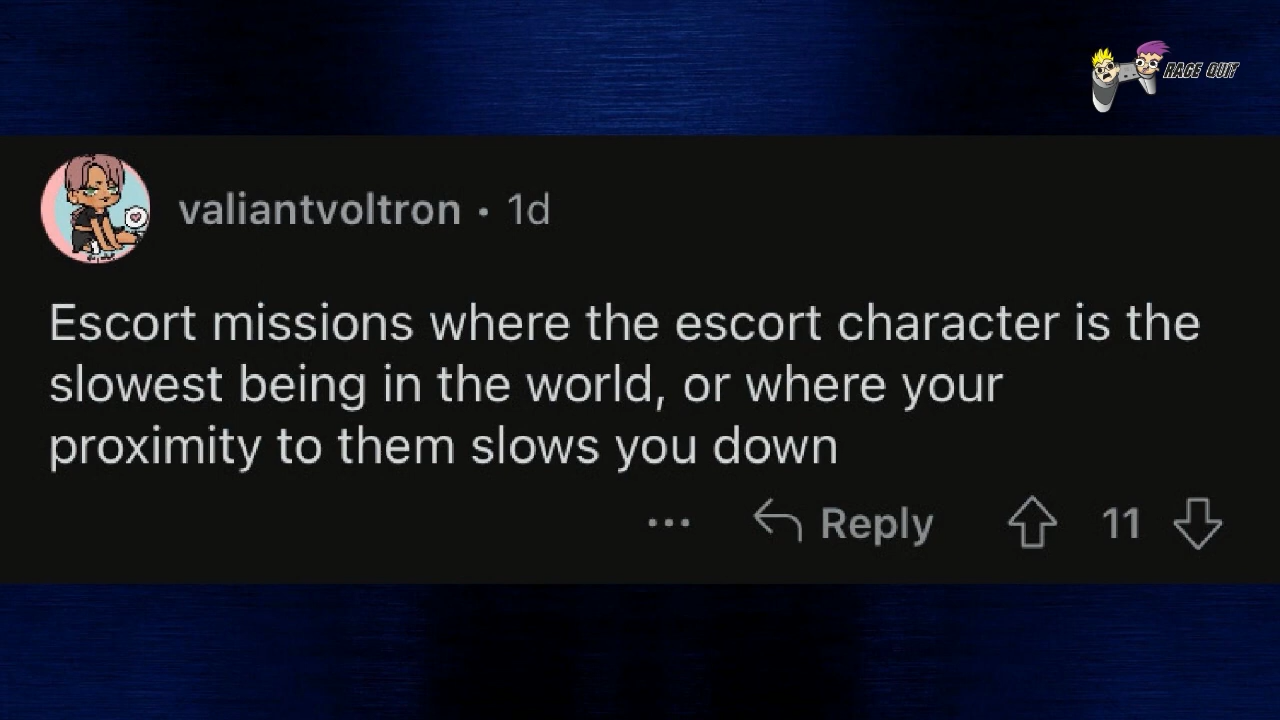 RAGE QUIT
valiantvoltron · 1d
Escort missions where the escort character is the
slowest being in the world, or where your
proximity to them slows you down
... Reply 11